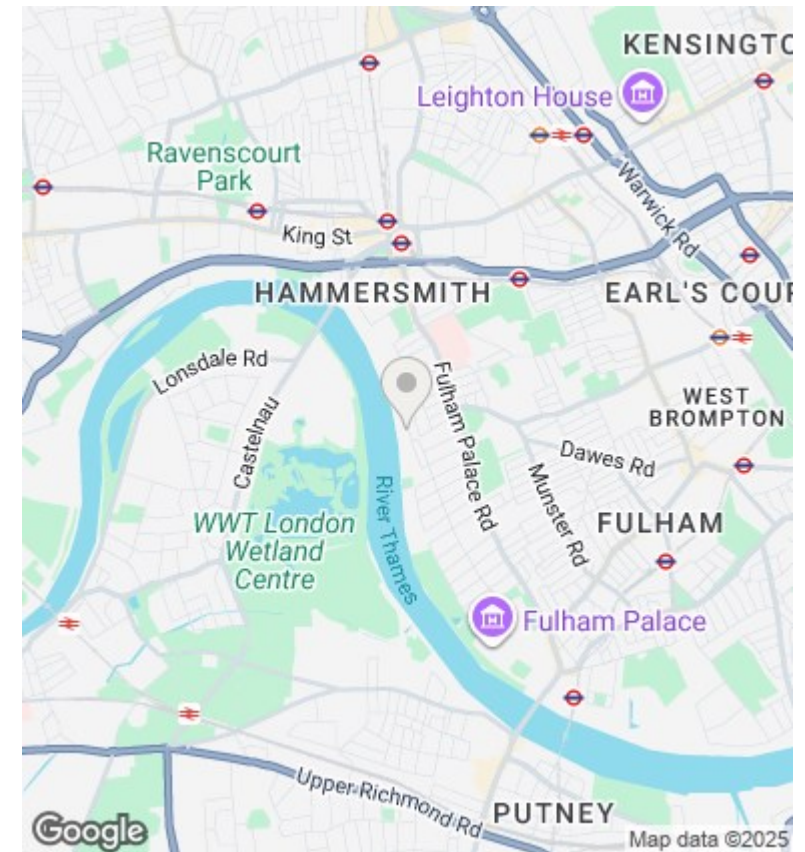 KENSINGTO
Leighton House
Ravenscourt
Park
Warwick Rd
King St
HAMMERSMITH
EARL'S COUR
Lonsdale Rd
Fulham Palace Rd
WEST
BROMPTON
Castelnau
Dawes Rd
Munster Rd
River Thames
WWT London
Wetland
Centre
FULHAM
Fulham Palace
Upper Richmond Rd
PUTNEY
Google
Map data ©2025